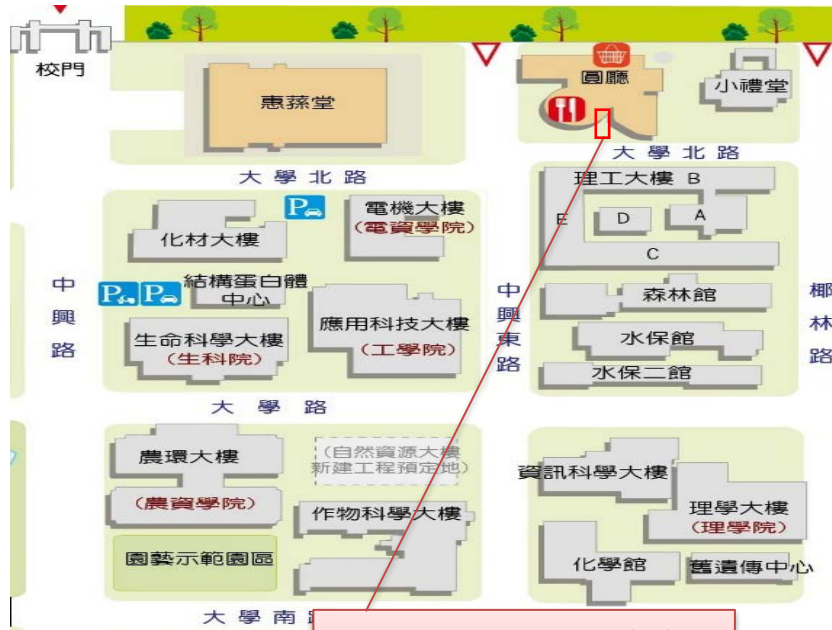 校門
惠蓀堂
圓廳
小禮堂
大學北路
大學北路
化材大樓
P
電機大樓
(電資學院)
理工大樓 B
E
D
A
C
中興路
P P
結構蛋白體
中心
生命科學大樓
(生科院)
應用科技大樓
(工學院)
中興東路
森林館
水保館
水保二館
椰林路
大學路
農環大樓
(農資學院)
(自然資源大樓
新建工程預定地)
作物科學大樓
園藝示範園區
資訊科學大樓
理學大樓
(理學院)
化學館
舊遺傳中心
大學南路